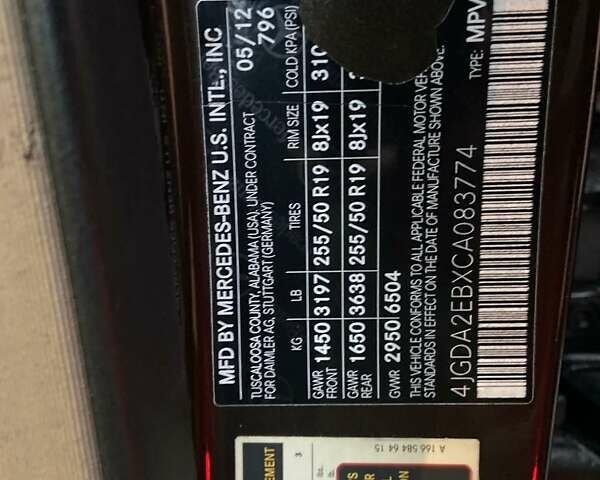 MFD BY MERCEDES-BENZ U.S. INTL., INC
TUSCALOOSA COUNTY, ALABAMA (USA), UNDER CONTRACT 05/12
FOR DAIMLER AG, STUTTGART (GERMANY) 796
KG LB TIRES RIM SIZE COLD KPA (PSI)
GAWR FRONT 1450 3197 255/50 R19 8Jx19 310
GAWR REAR 1650 3638 255/50 R19 8Jx19
GVWR 2950 6504
THIS VEHICLE CONFORMS TO ALL APPLICABLE FEDERAL MOTOR
STANDARDS IN EFFECT ON THE DATE OF MANUFACTURE SHOWN ABOVE.
4JGDA2EBXCA083774 TYPE: MPV
A 166 584 64 15
3